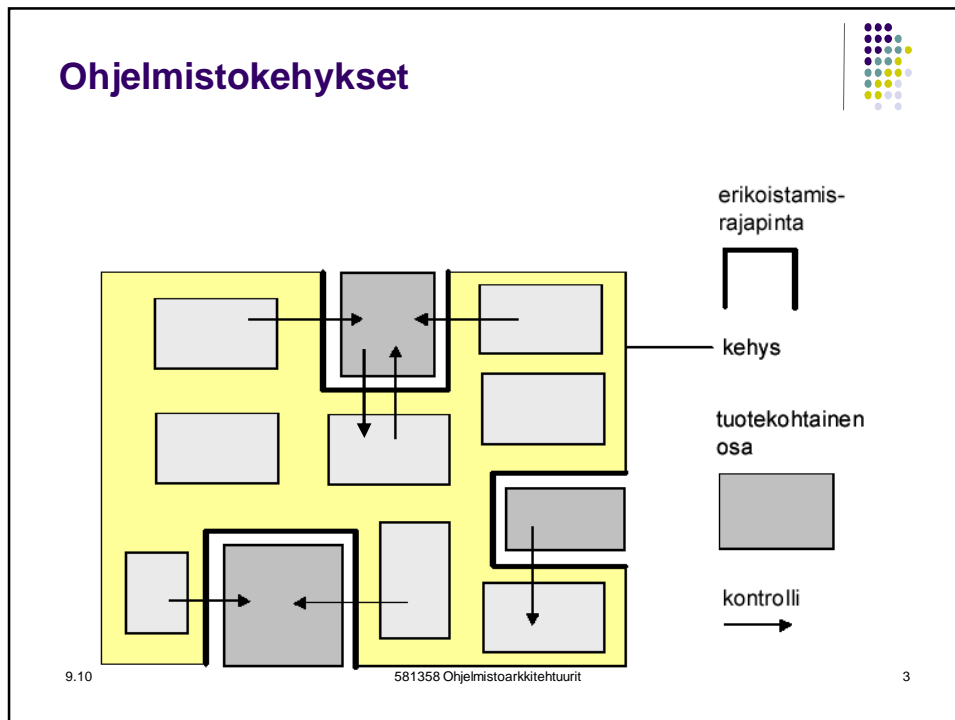 Ohjelmistokehykset
erikoistamis-
rajapinta
kehys
tuotekohtainen
osa
kontrolli
9.10
581358 Ohjelmistoarkkitehtuurit
3